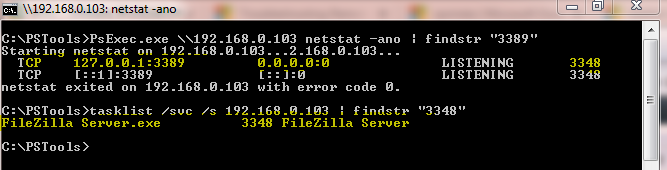 \\192.168.0.103: netstat -ano
C:\PSTools>PsExec.exe \\192.168.0.103 netstat -ano | findstr "3389"
Starting netstat on 192.168.0.103...2.168.0.103...
TCP 127.0.0.1:3389 0.0.0.0:0 LISTENING 3348
TCP [::1]:3389 [::]:0 LISTENING 3348
netstat exited on 192.168.0.103 with error code 0.
C:\PSTools>tasklist /svc /s 192.168.0.103 | findstr "3348"
FileZilla Server.exe 3348 FileZilla Server
C:\PSTools>